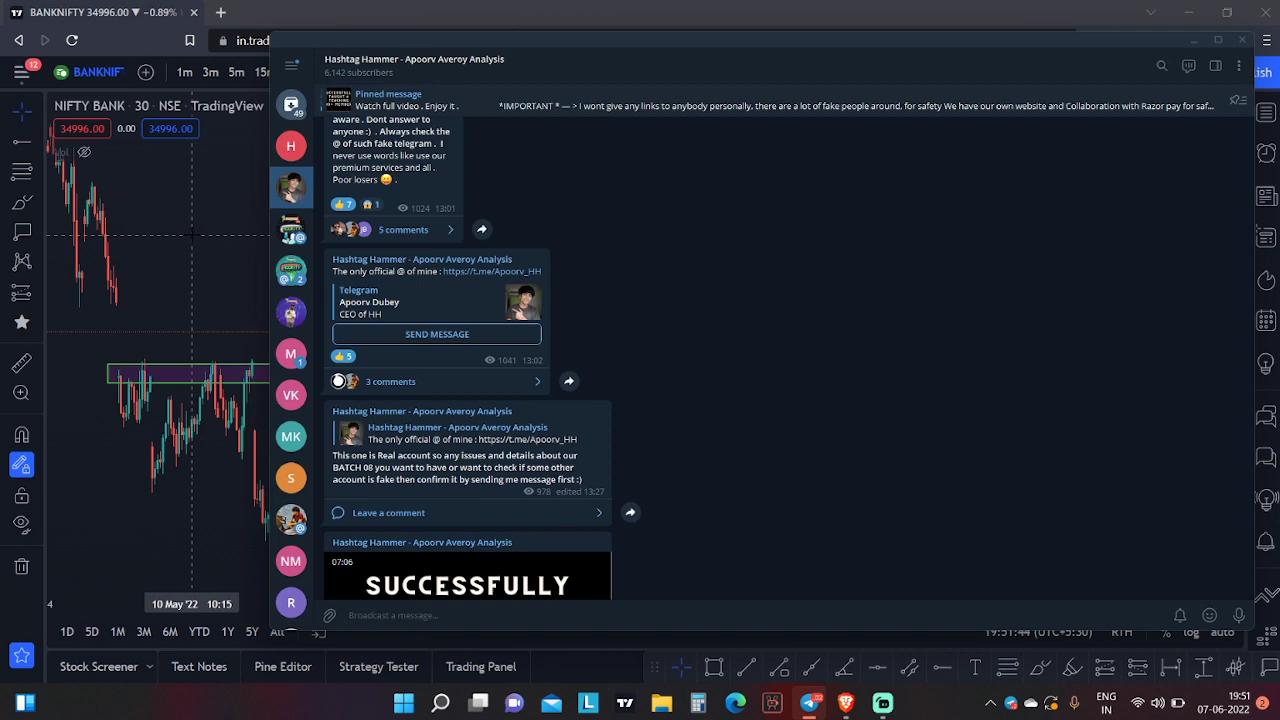 BANKNIFTY 34996.00 ▼ −0.89%
in.trad
12
BANKNIF
1m 3m 5m 15
NIFTY BANK · 30 · NSE · TradingView
34996.00 0.00 34996.00
Vol
Hashtag Hammer - Apoorv Averoy Analysis
6,142 subscribers
Pinned message
Watch full video . Enjoy it . *IMPORTANT * — > I wont give any links to anybody personally, there are a lot of fake people around. for safety We have our own website and Collaboration with Razor pay for saf...
49
H
@
@ 2
M
1
VK
MK
S
@
NM
R
aware . Dont answer to
anyone :) . Always check the
@ of such fake telegram . I
never use words like use our
premium services and all .
Poor losers 😛 .
👍 7 😱 1 1024 13:01
5 comments
Hashtag Hammer - Apoorv Averoy Analysis
The only official @ of mine : https://t.me/Apoorv_HH
Telegram
Apoorv Dubey
CEO of HH
SEND MESSAGE
👍 5 1041 13:02
3 comments
Hashtag Hammer - Apoorv Averoy Analysis
Hashtag Hammer - Apoorv Averoy Analysis
The only official @ of mine : https://t.me/Apoorv_HH
This one is Real account so any issues and details about our
BATCH 08 you want to have or want to check if some other
account is fake then confirm it by sending me message first :)
978 edited 13:27
Leave a comment
Hashtag Hammer - Apoorv Averoy Analysis
07:06
SUCCESSFULLY
Broadcast a message...
4
10 May '22 10:15
1D 5D 1M 3M 6M YTD 1Y 5Y All
19:51:44 (UTC+5:30) RTH % log auto
lish
Stock Screener Text Notes Pine Editor Strategy Tester Trading Panel
ENG
IN
19:51
07-06-2022
2